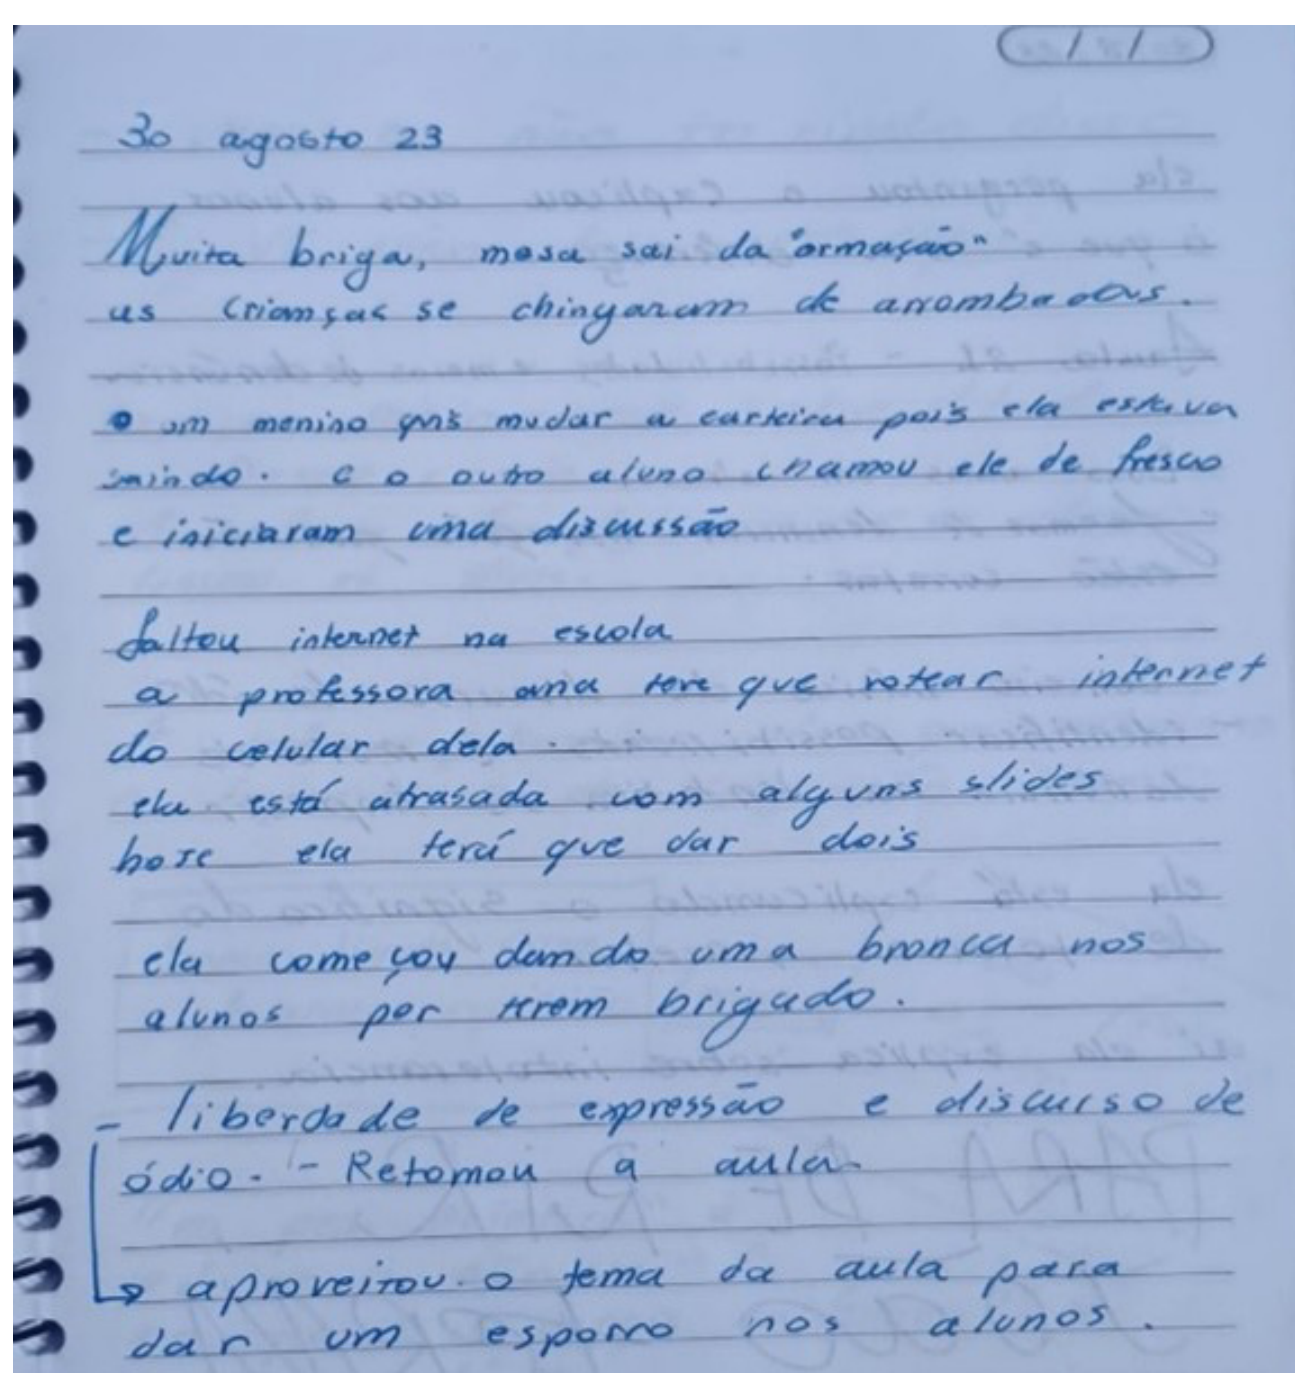 30 agosto 23
Muita briga, mesa sai da "ormação"
as crianças se chingaram de arrombados.
• um menino quis mudar a carteira pois ela estava
saindo. e o outro aluno chamou ele de fresco
e iniciaram uma discussão
faltou internet na escola
a professora ana teve que rotear internet
do celular dela.
ela está atrasada com alguns slides
hoje ela terá que dar dois
ela começou dando uma bronca nos
alunos por terem brigado.
- liberdade de expressão e discurso de
ódio. - Retomou a aula.
↳ aproveitou o tema da aula para
dar um esporro nos alunos.